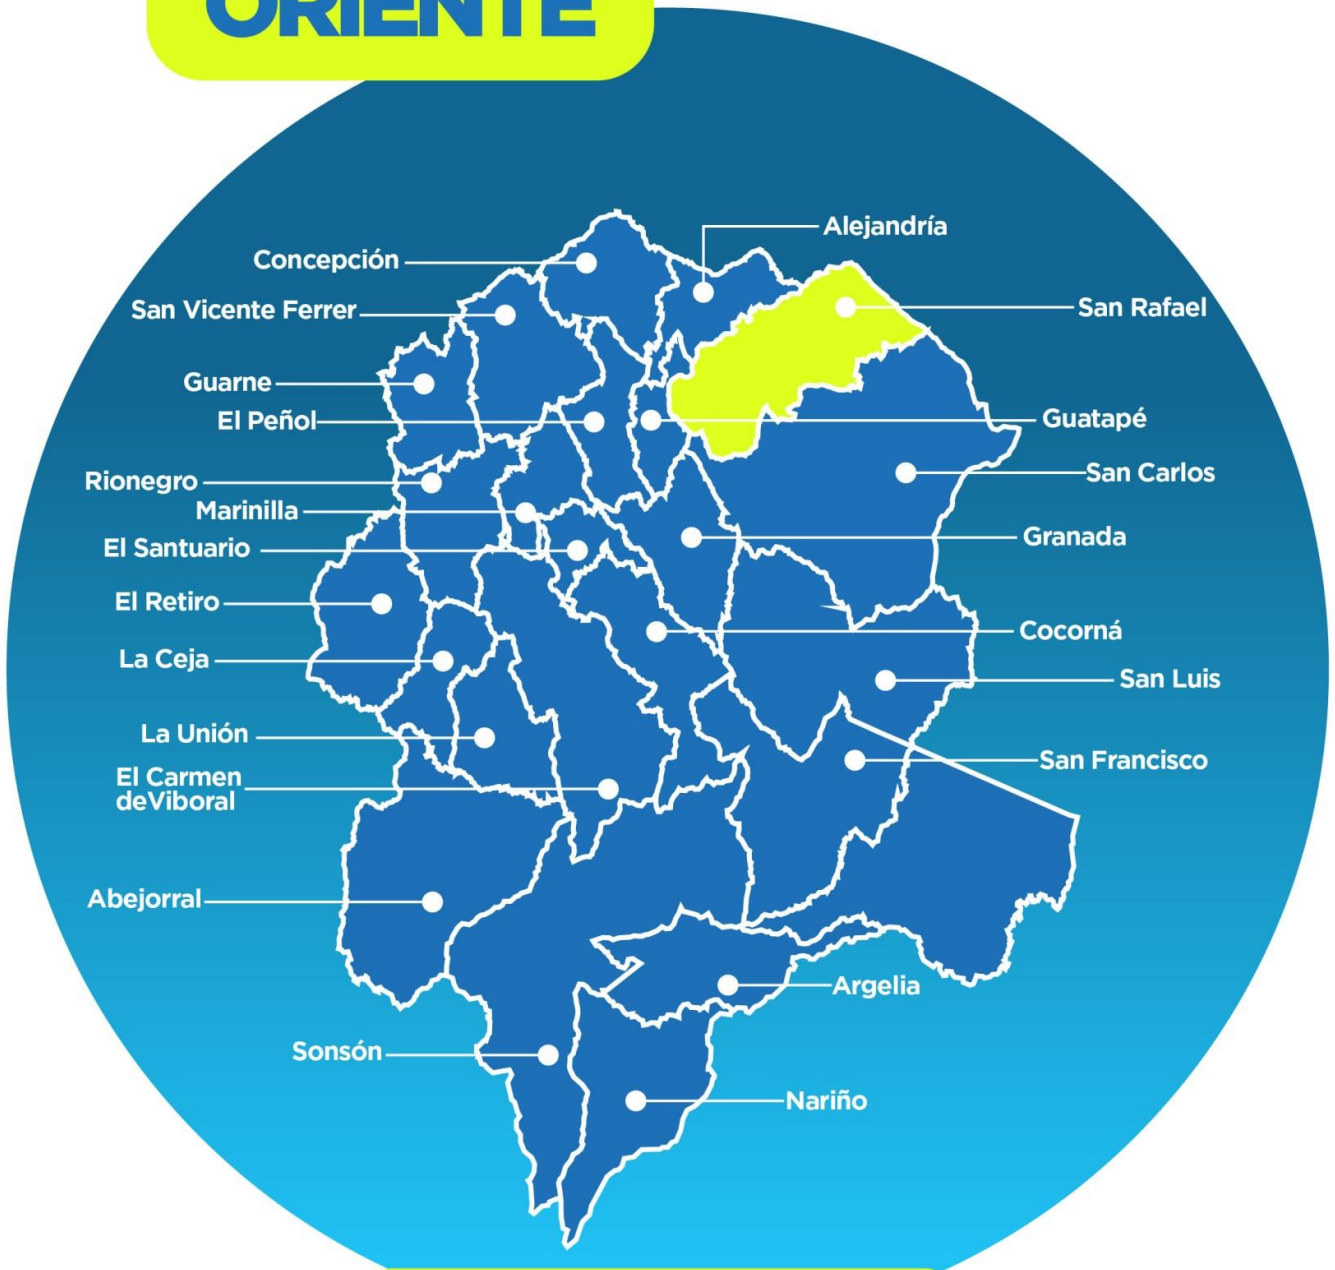 ORIENTE
Alejandría
Concepción
San Vicente Ferrer
San Rafael
Guarne
El Peñol
Guatapé
Rionegro
San Carlos
Marinilla
El Santuario
Granada
El Retiro
Cocorná
La Ceja
San Luis
La Unión
San Francisco
El Carmen
deViboral
Abejorral
Argelia
Sonsón
Nariño